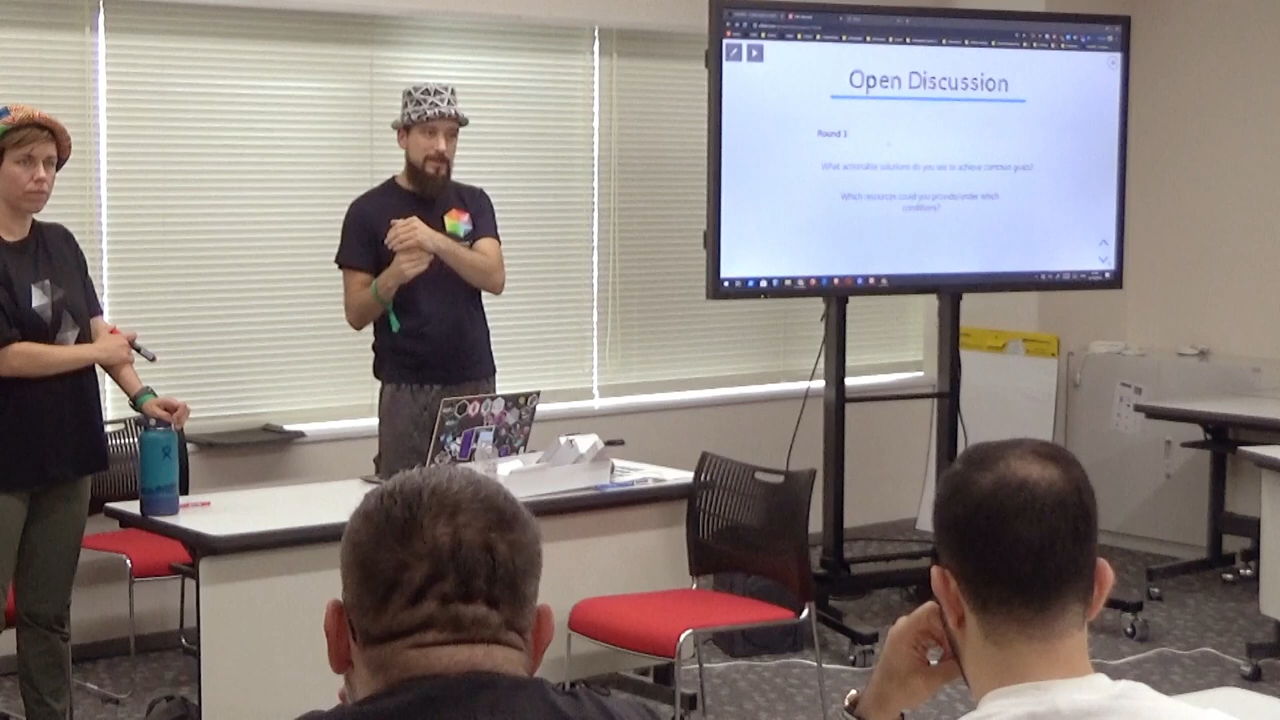 Open Discussion
Round 1
What actionable solutions do you see to achieve common goals?
Which resources could you provide/under which
conditions?